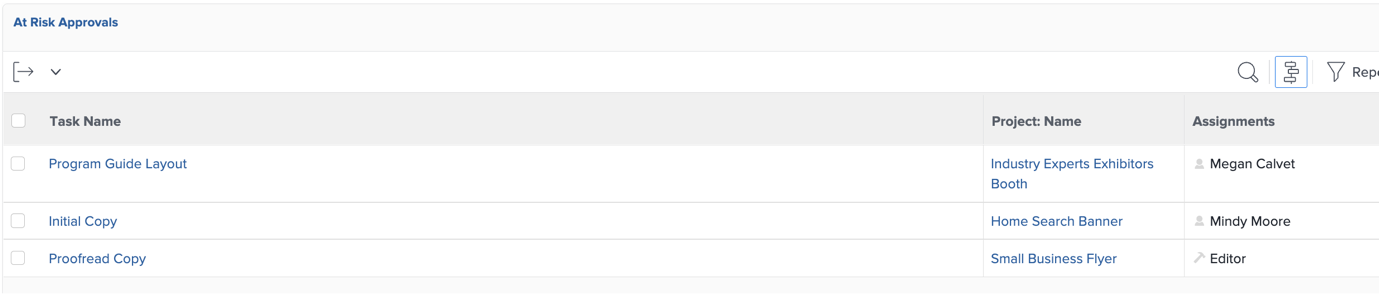 At Risk Approvals
Task Name Project: Name Assignments
Program Guide Layout Industry Experts Exhibitors Megan Calvet
Booth
Initial Copy Home Search Banner Mindy Moore
Proofread Copy Small Business Flyer Editor